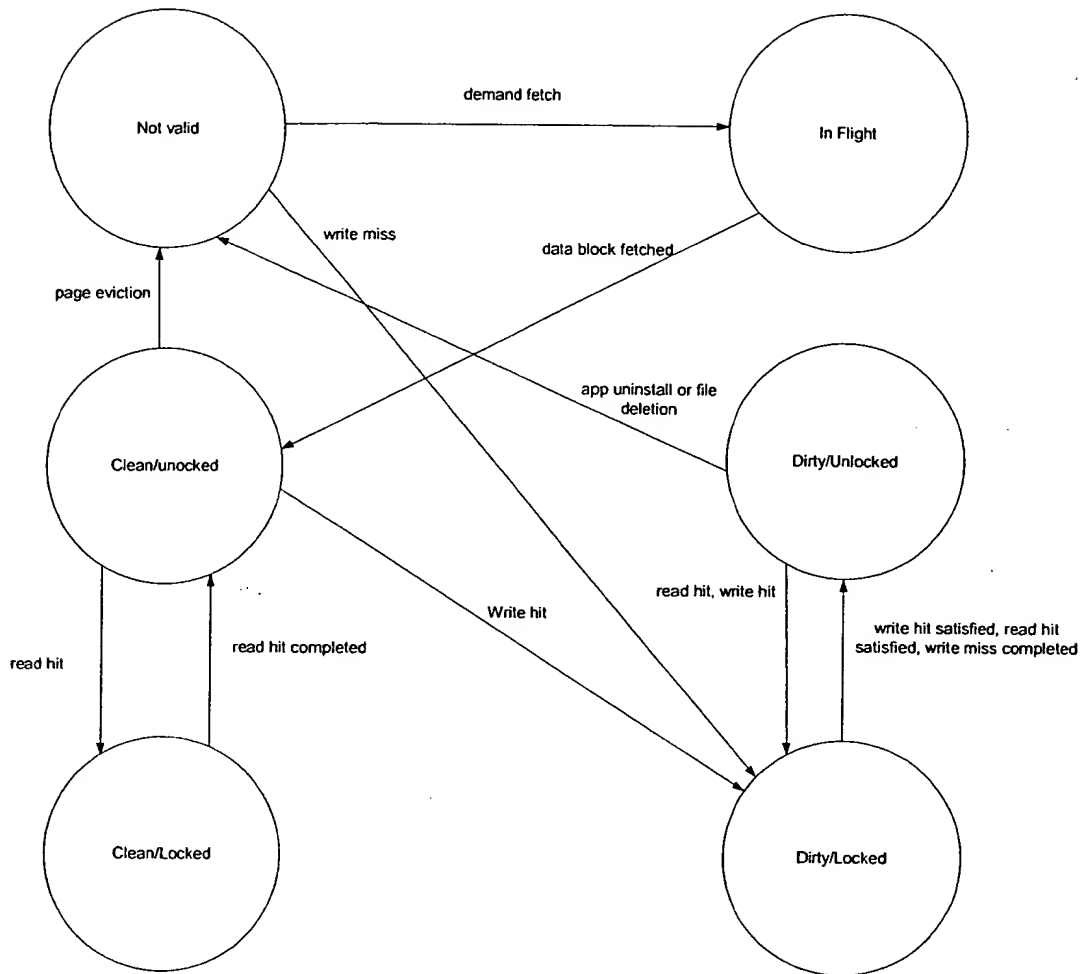 demand fetch
Not valid
In Flight
write miss
data block fetched
page eviction
app uninstall or file
deletion
Clean/unocked
Dirty/Unlocked
read hit, write hit
Write hit
write hit satisfied, read hit
satisfied, write miss completed
read hit completed
read hit
Clean/Locked
Dirty/Locked